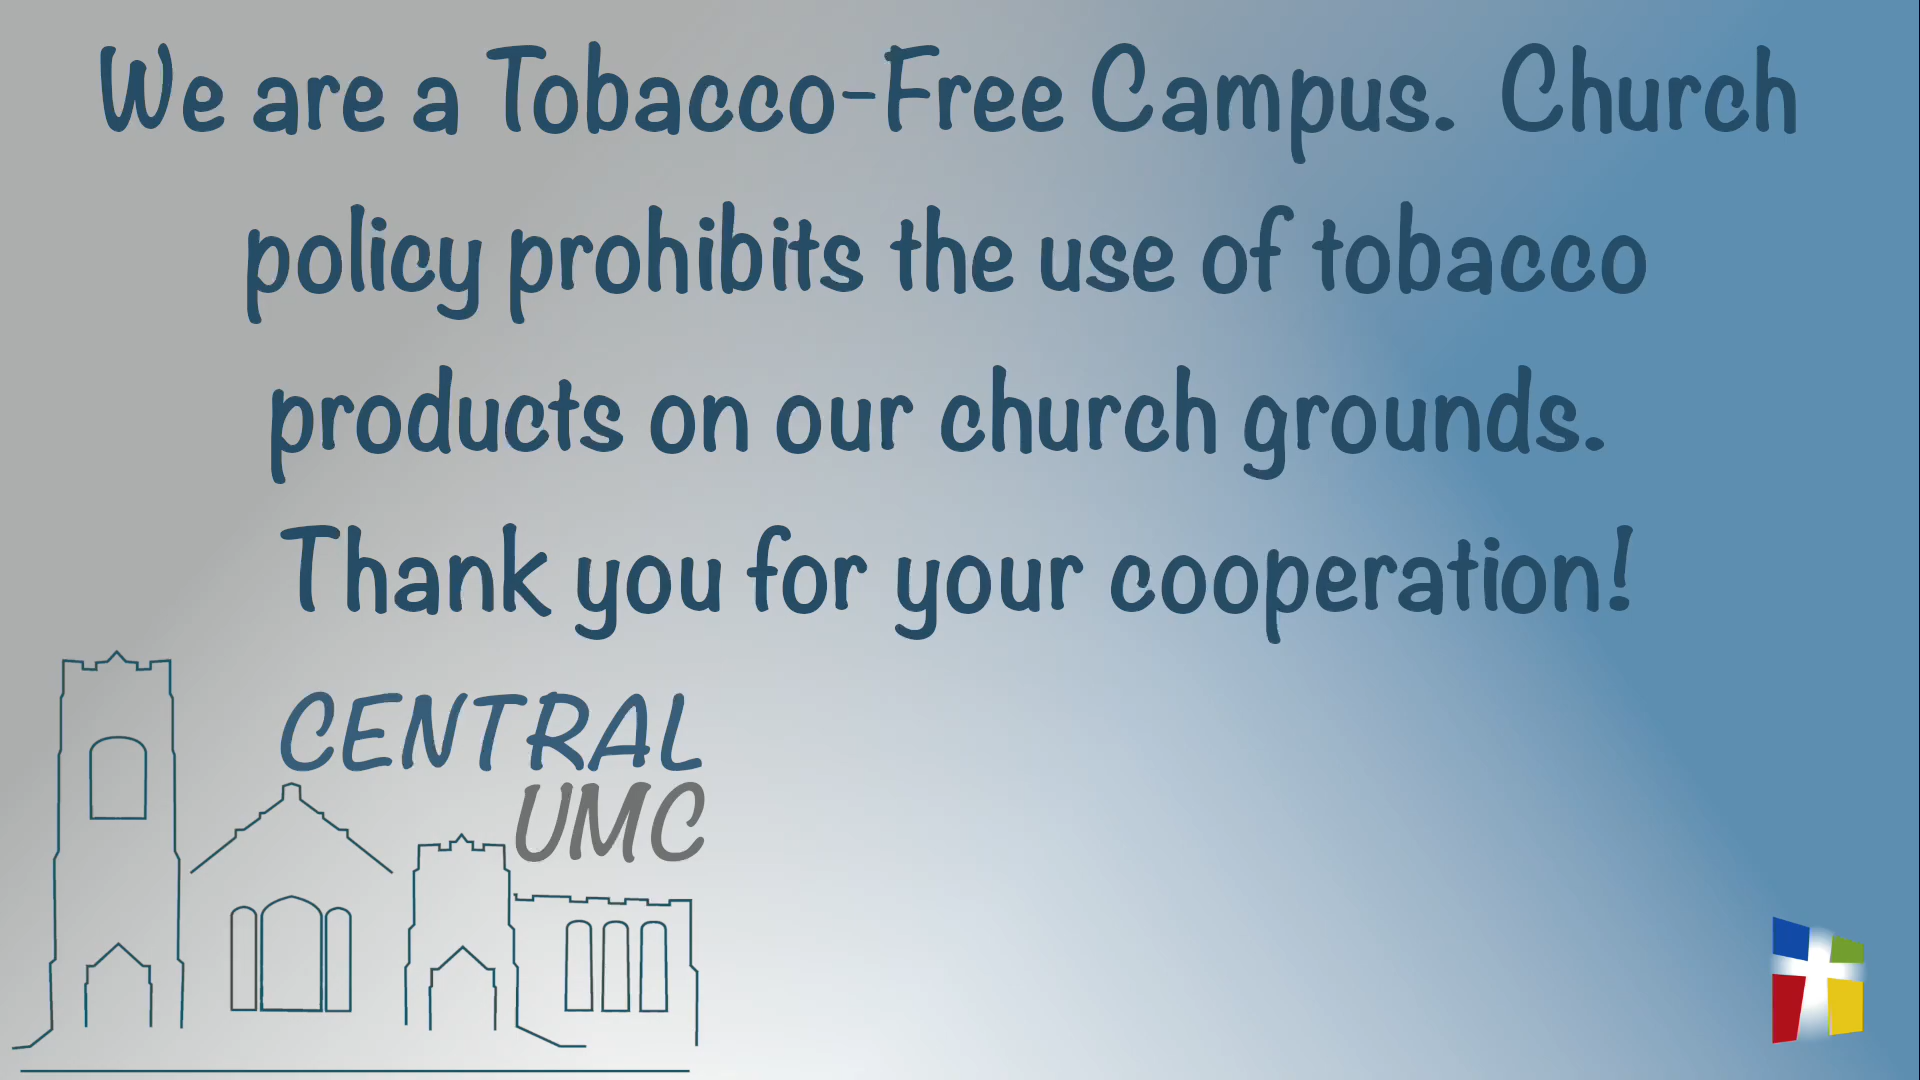 We are a Tobacco-Free Campus.  Church
policy prohibits the use of tobacco
products on our church grounds.
Thank you for your cooperation!
CENTRAL
UMC